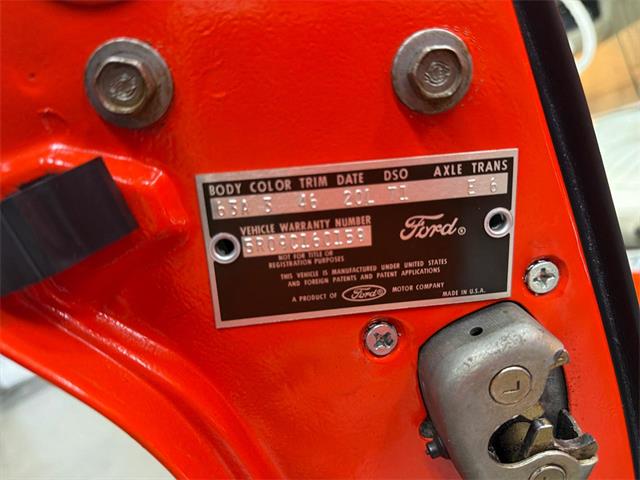 BODY COLOR TRIM DATE DSO AXLE TRANS
63A 3 46 20L 71 E 6
VEHICLE WARRANTY NUMBER
Ford®
NOT FOR TITLE OR
REGISTRATION PURPOSES
THIS VEHICLE IS MANUFACTURED UNDER UNITED STATES
AND FOREIGN PATENTS AND PATENT APPLICATIONS
A PRODUCT OF Ford MOTOR COMPANY MADE IN U.S.A.